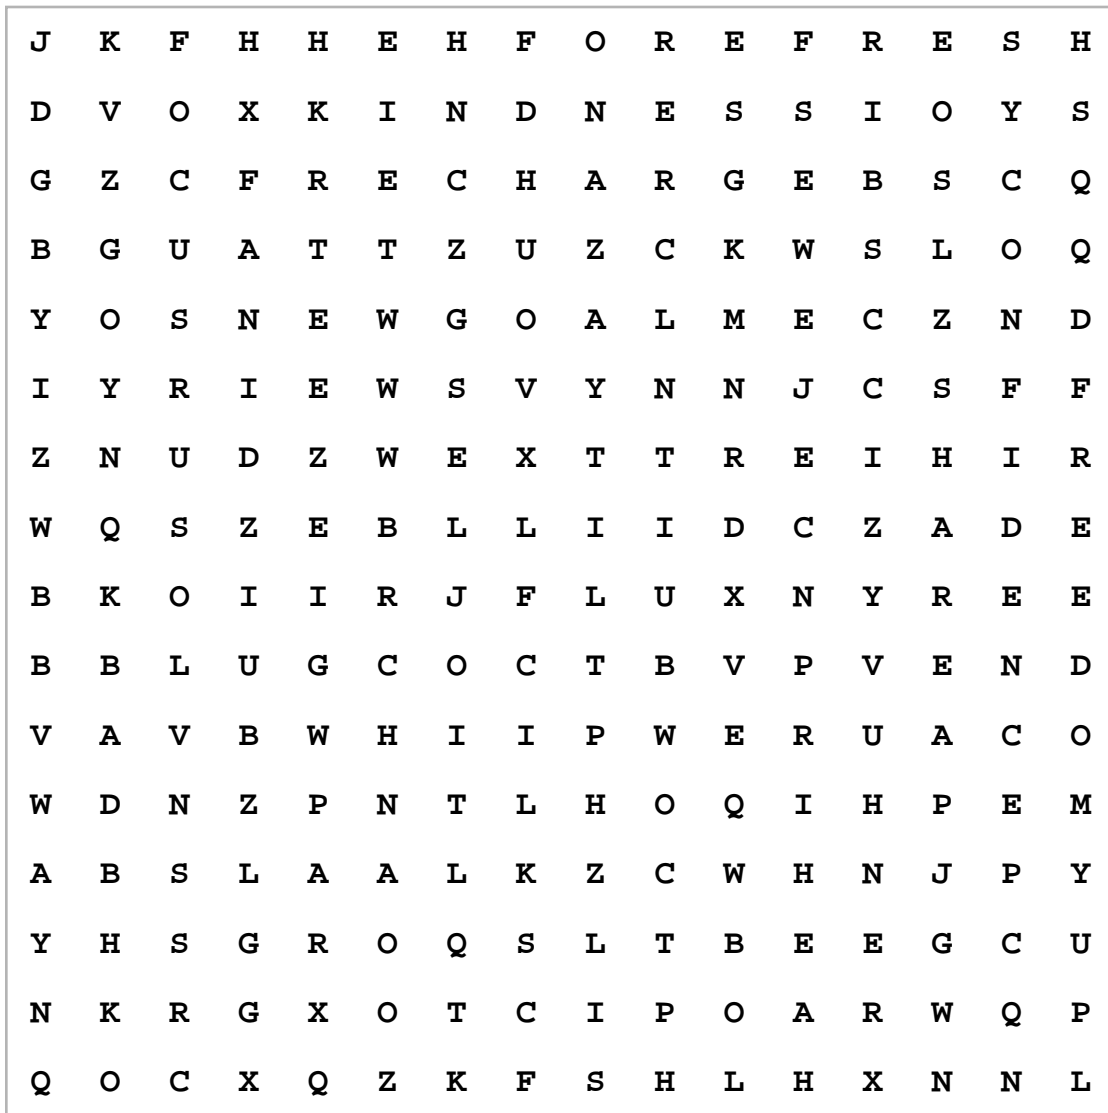 J K F H H E H F O R E F R E S H
D V O X K I N D N E S S I O Y S
G Z C F R E C H A R G E B S C Q
B G U A T T Z U Z C K W S L O Q
Y O S N E W G O A L M E C Z N D
I Y R I E W S V Y N N J C S F F
Z N U D Z W E X T T R E I H I R
W Q S Z E B L L I I D C Z A D E
B K O I I R J F L U X N Y R E E
B B L U G C O C T B V P V E N D
V A V B W H I I P W E R U A C O
W D N Z P N T L H O Q I H P E M
A B S L A A L K Z C W H N J P Y
Y H S G R O Q S L T B E E G C U
N K R G X O T C I P O A R W Q P
Q O C X Q Z K F S H L H X N N L